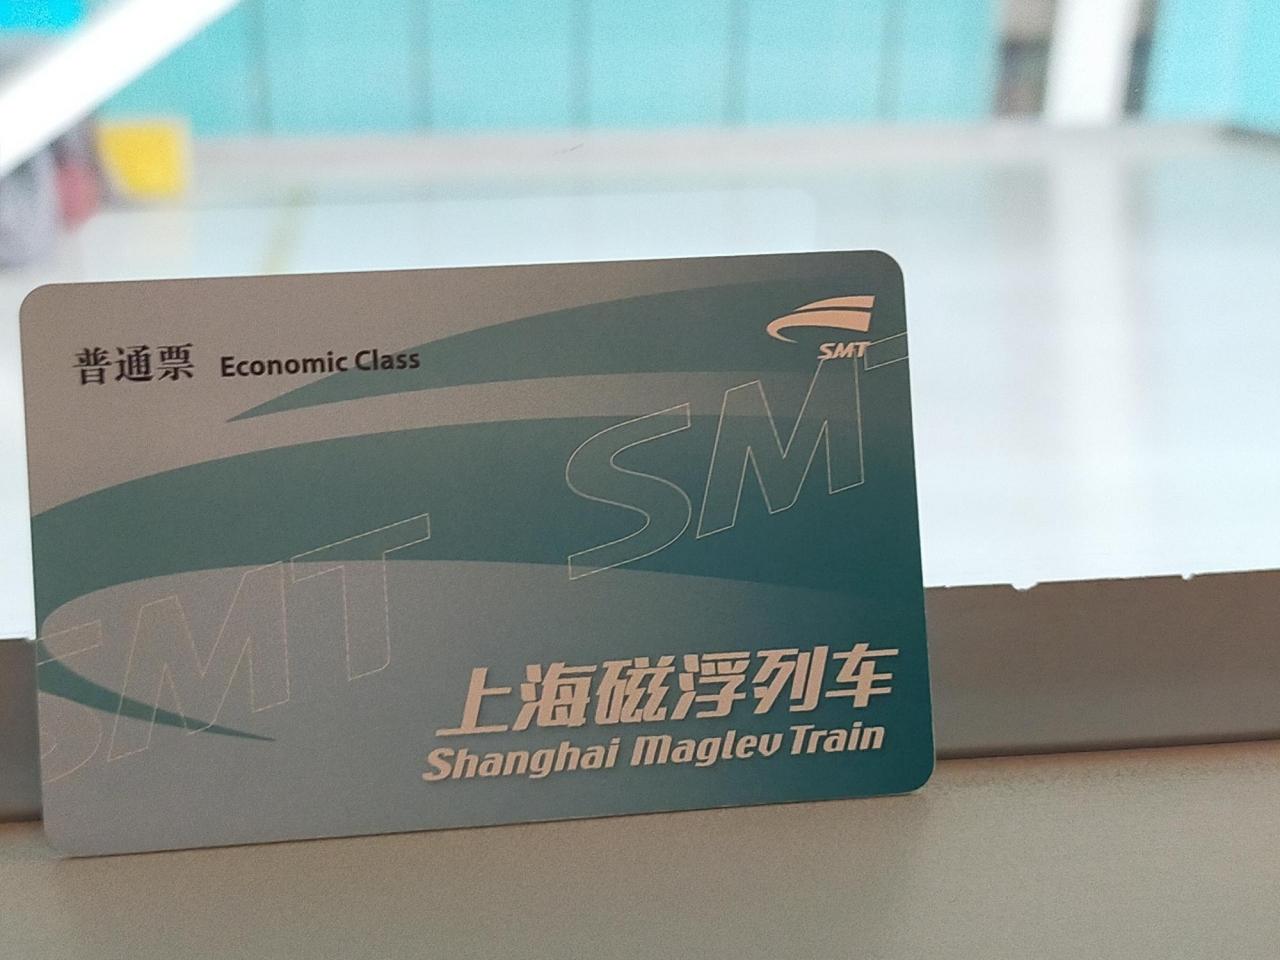 普通票 Economic Class
SMT
SMT
SMT
上海磁浮列车
Shanghai Maglev Train